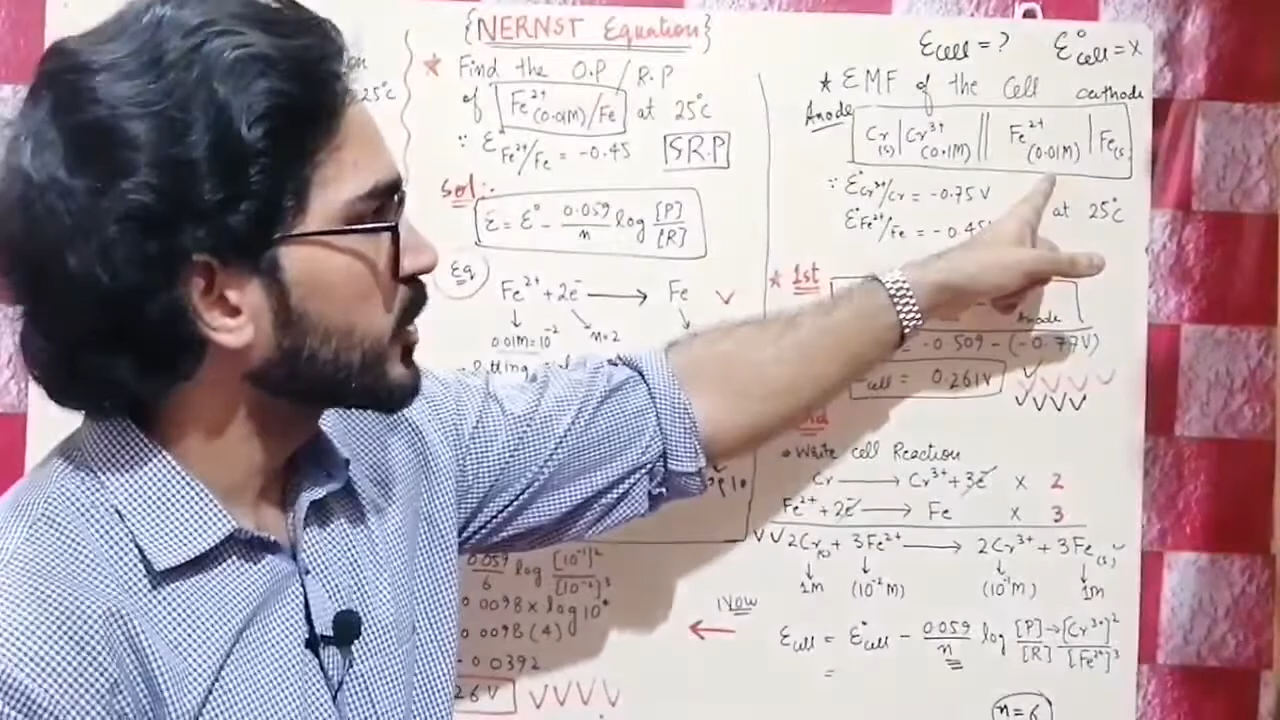 {NERNST Equation}
* Find the O.P / R.P
of Fe²⁺(0.01M)/Fe at 25°C
∵ Ɛ°Fe²⁺/Fe = -0.45 S.R.P
Sol:-
Ɛ = Ɛ° - 0.059/n log [P]/[R]
Eq
Fe²⁺ + 2e⁻ → Fe
0.01M = 10⁻² n=2
0.059/6 log [10⁻¹]²/[10⁻²]³
0.0098 x log 10⁴
0.0098 (4)
- 0.0392
26V
25°C
Ɛcell = ? Ɛ°cell = x
* EMF of the Cell cathode
Anode
Cr(s) | Cr³⁺(0.1M) || Fe²⁺(0.01M) | Fe(s)
∵ Ɛ°Cr³⁺/Cr = -0.75V
Ɛ°Fe²⁺/Fe = -0.45 at 25°C
* 1st
Anode
= -0.509 - (-0.77V)
cell = 0.261V
• Write cell Reaction
Cr → Cr³⁺ + 3e⁻ x 2
Fe²⁺ + 2e⁻ → Fe x 3
2Cr(s) + 3Fe²⁺ → 2Cr³⁺ + 3Fe(s)
1m (10⁻²M) (10⁻¹M) 1m
Now
Ɛcell = Ɛ°cell - 0.059/n log [P]/[R] → [Cr³⁺]²/[Fe²⁺]³
=
n=6